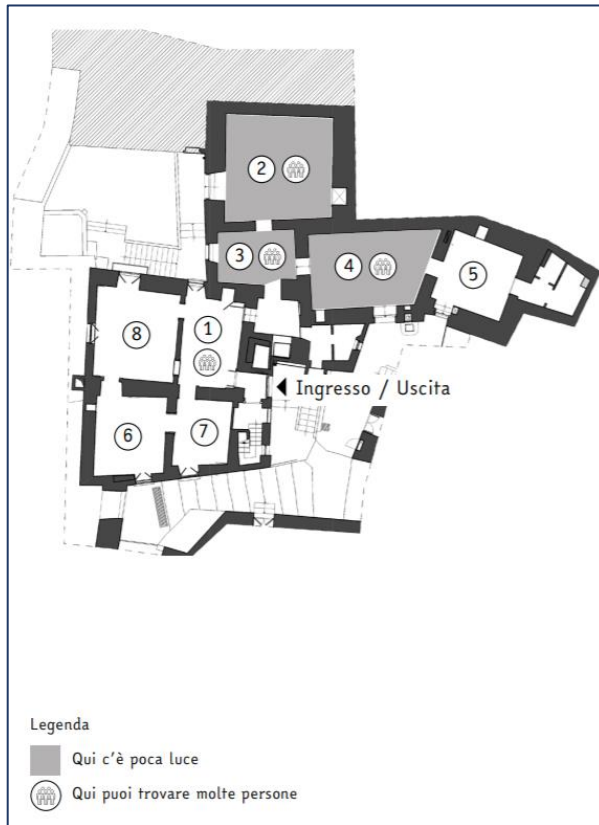 2
3
4
5
1
8
Ingresso / Uscita
6
7
Legenda
Qui c'è poca luce
Qui puoi trovare molte persone